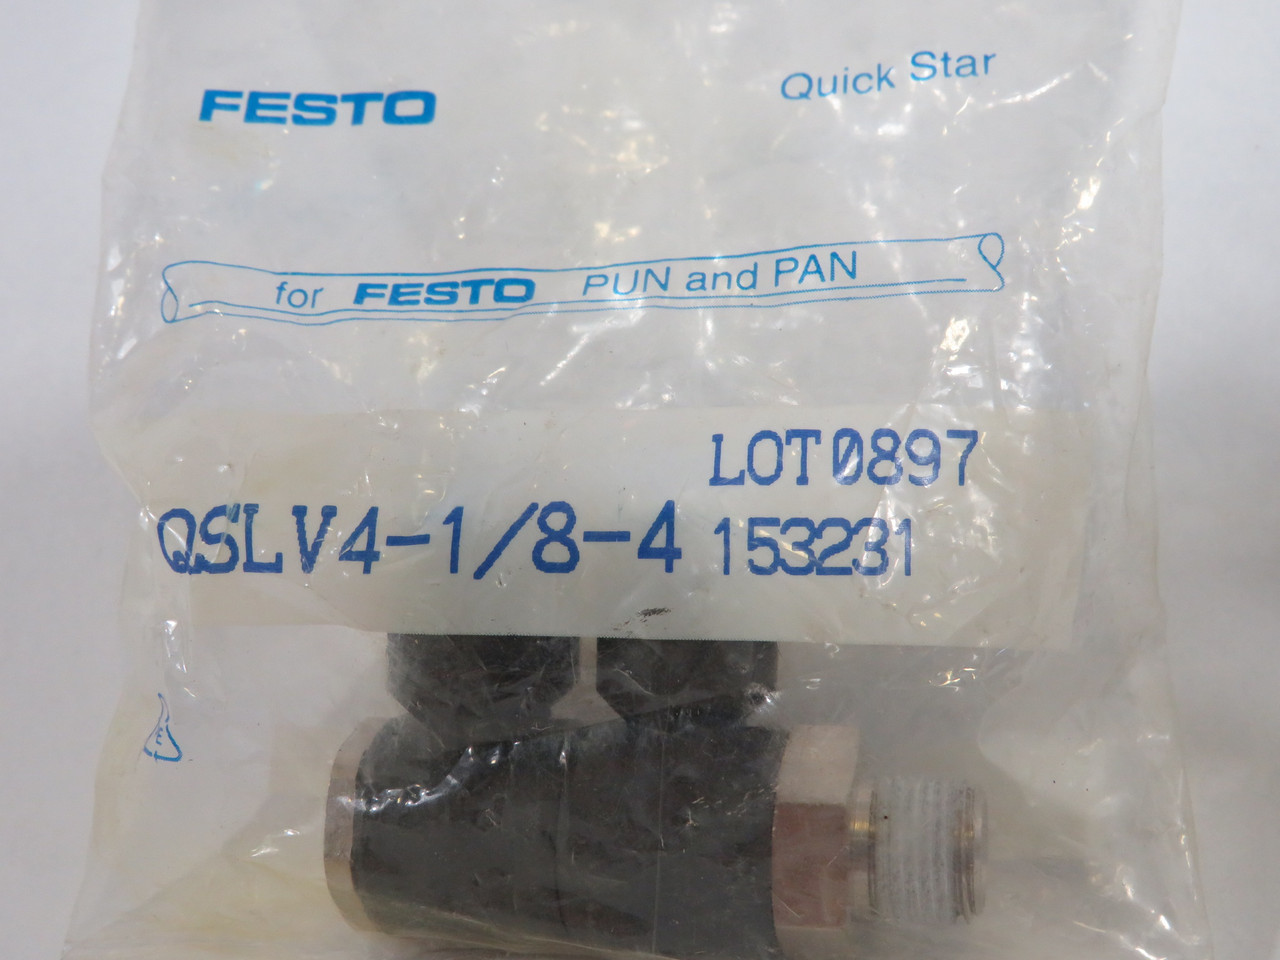 FESTO
Quick Star
for FESTO PUN and PAN
LOT0897
QSLV4-1/8-4 153231